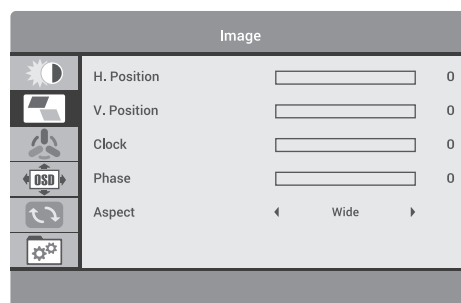 Image
H. Position 0
V. Position 0
Clock 0
Phase 0
OSD
Aspect Wide